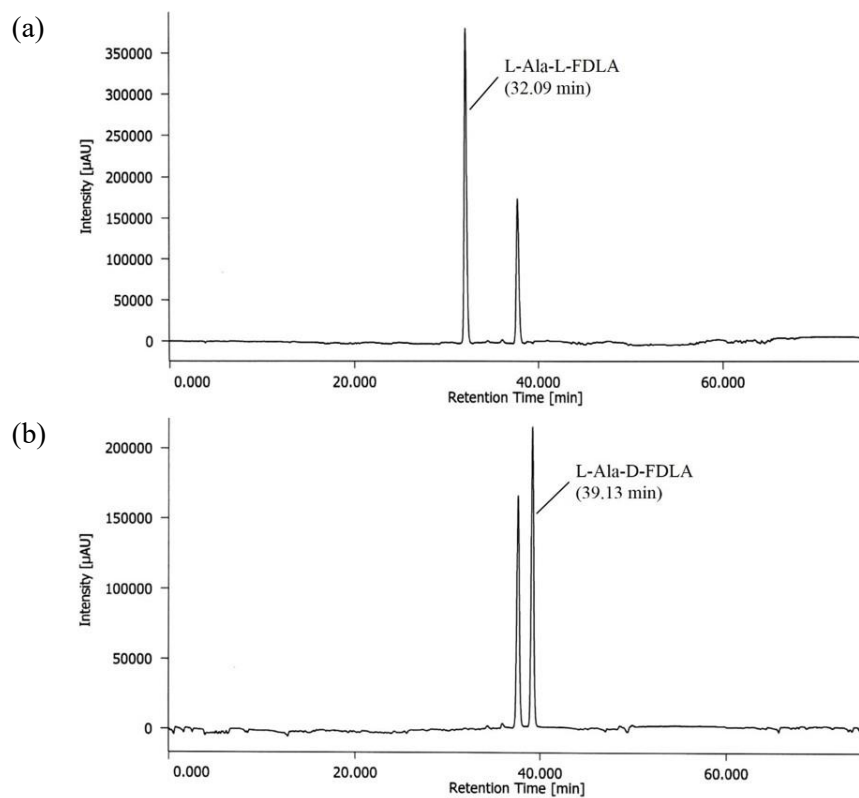 (a)
Intensity [µAU]
350000
300000
250000
200000
150000
100000
50000
0
L-Ala-L-FDLA
(32.09 min)
0.000 20.000 40.000 60.000
Retention Time [min]
(b)
Intensity [µAU]
200000
150000
100000
50000
0
L-Ala-D-FDLA
(39.13 min)
0.000 20.000 40.000 60.000
Retention Time [min]